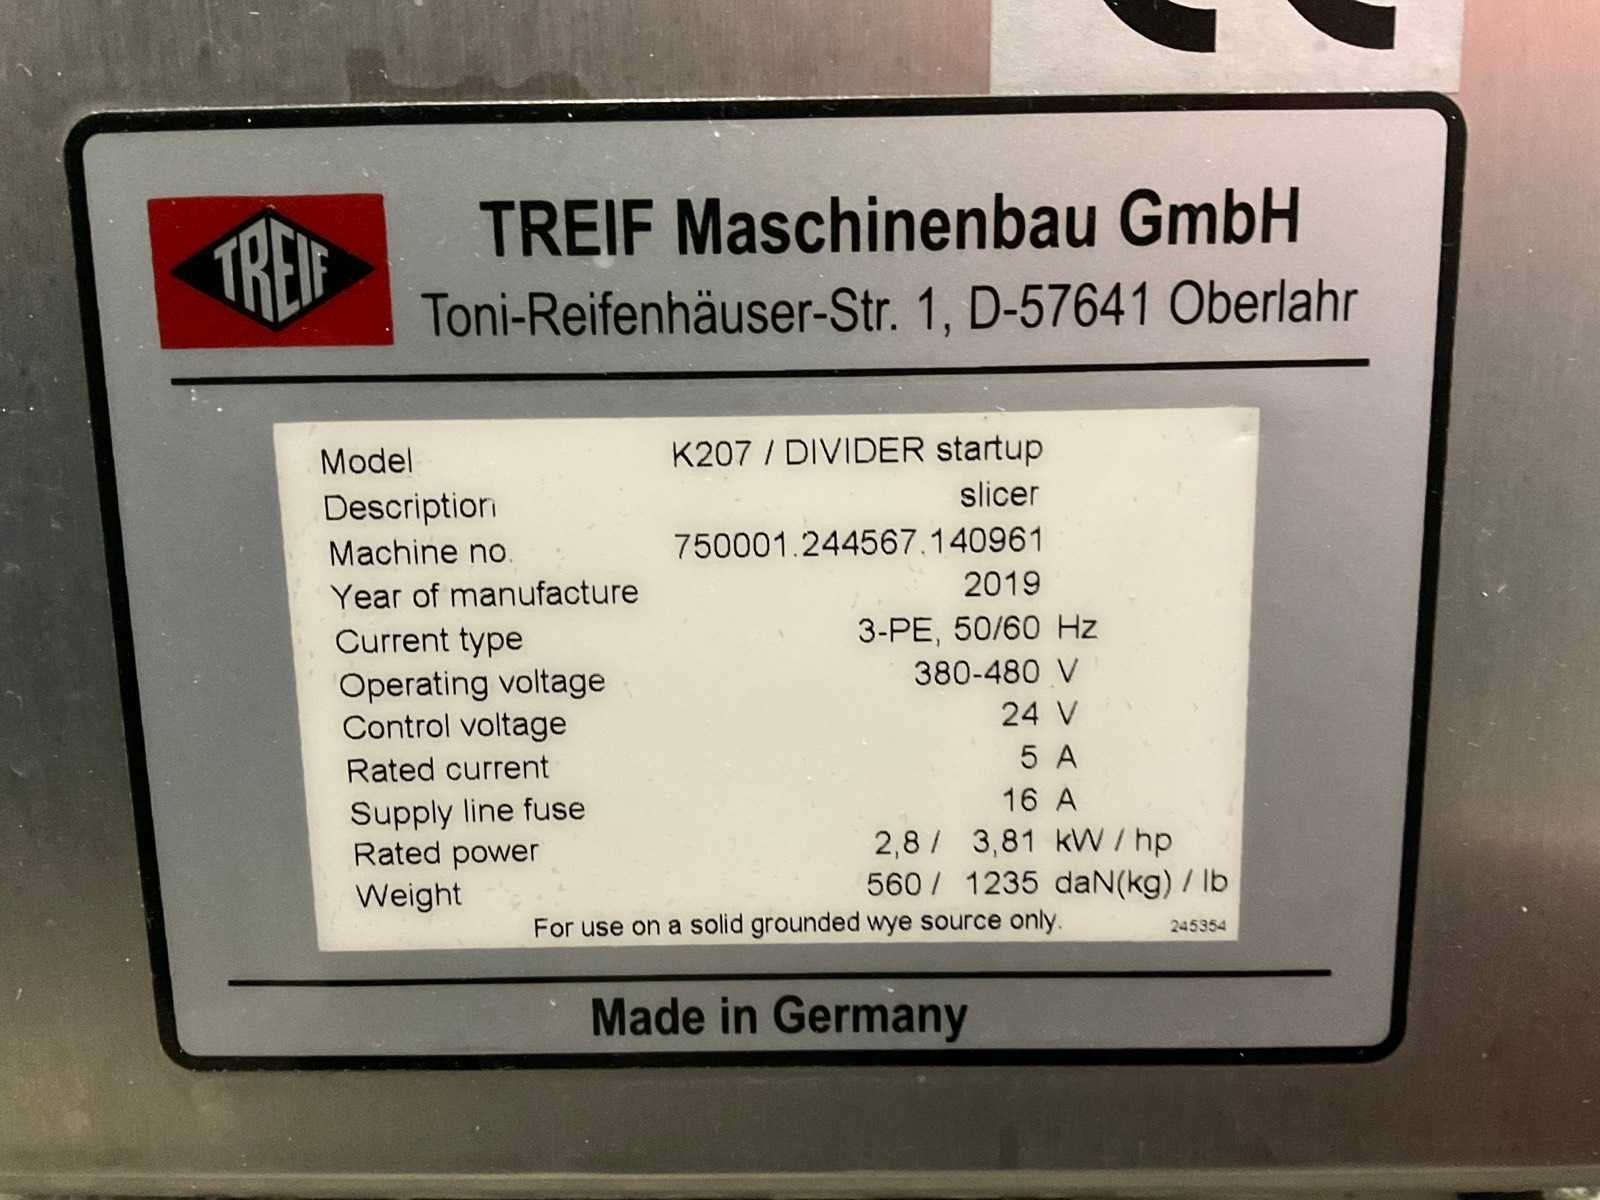 CE
TREIF
TREIF Maschinenbau GmbH
Toni-Reifenhäuser-Str. 1, D-57641 Oberlahr
Model K207 / DIVIDER startup
Description slicer
Machine no. 750001.244567.140961
Year of manufacture 2019
Current type 3-PE, 50/60 Hz
Operating voltage 380-480 V
Control voltage 24 V
Rated current 5 A
Supply line fuse 16 A
Rated power 2,8 / 3,81 kW / hp
Weight 560 / 1235 daN(kg) / lb
For use on a solid grounded wye source only. 245354
Made in Germany